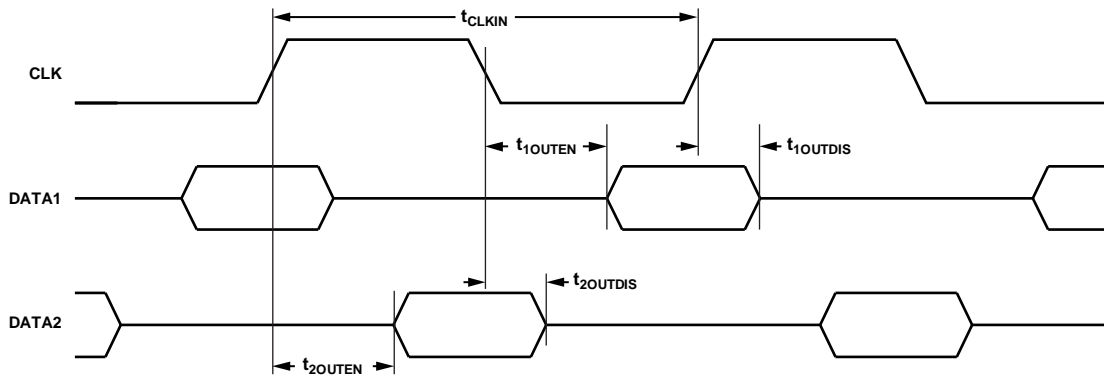 tCLKIN
CLK
t1OUTEN
t1OUTDIS
DATA1
t2OUTDIS
DATA2
t2OUTEN